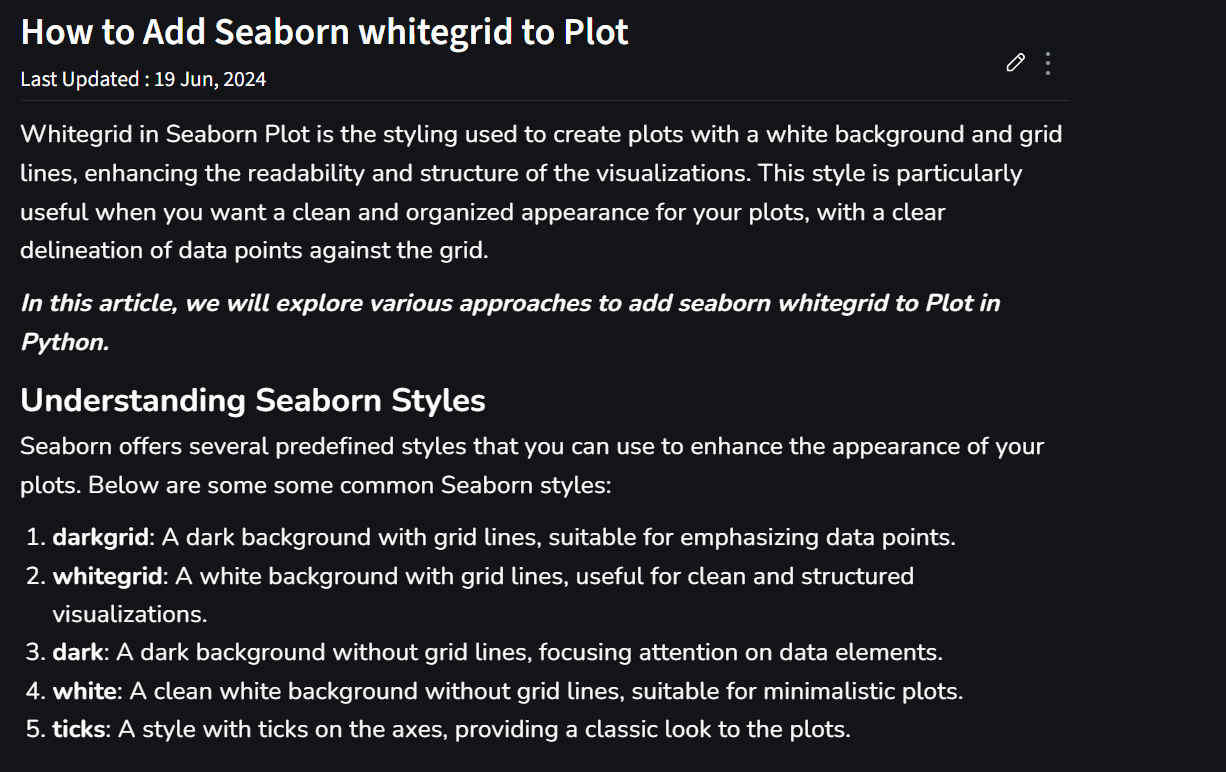 How to Add Seaborn whitegrid to Plot
Last Updated : 19 Jun, 2024
Whitegrid in Seaborn Plot is the styling used to create plots with a white background and grid
lines, enhancing the readability and structure of the visualizations. This style is particularly
useful when you want a clean and organized appearance for your plots, with a clear
delineation of data points against the grid.
In this article, we will explore various approaches to add seaborn whitegrid to Plot in
Python.
Understanding Seaborn Styles
Seaborn offers several predefined styles that you can use to enhance the appearance of your
plots. Below are some some common Seaborn styles:
1. darkgrid: A dark background with grid lines, suitable for emphasizing data points.
2. whitegrid: A white background with grid lines, useful for clean and structured
visualizations.
3. dark: A dark background without grid lines, focusing attention on data elements.
4. white: A clean white background without grid lines, suitable for minimalistic plots.
5. ticks: A style with ticks on the axes, providing a classic look to the plots.